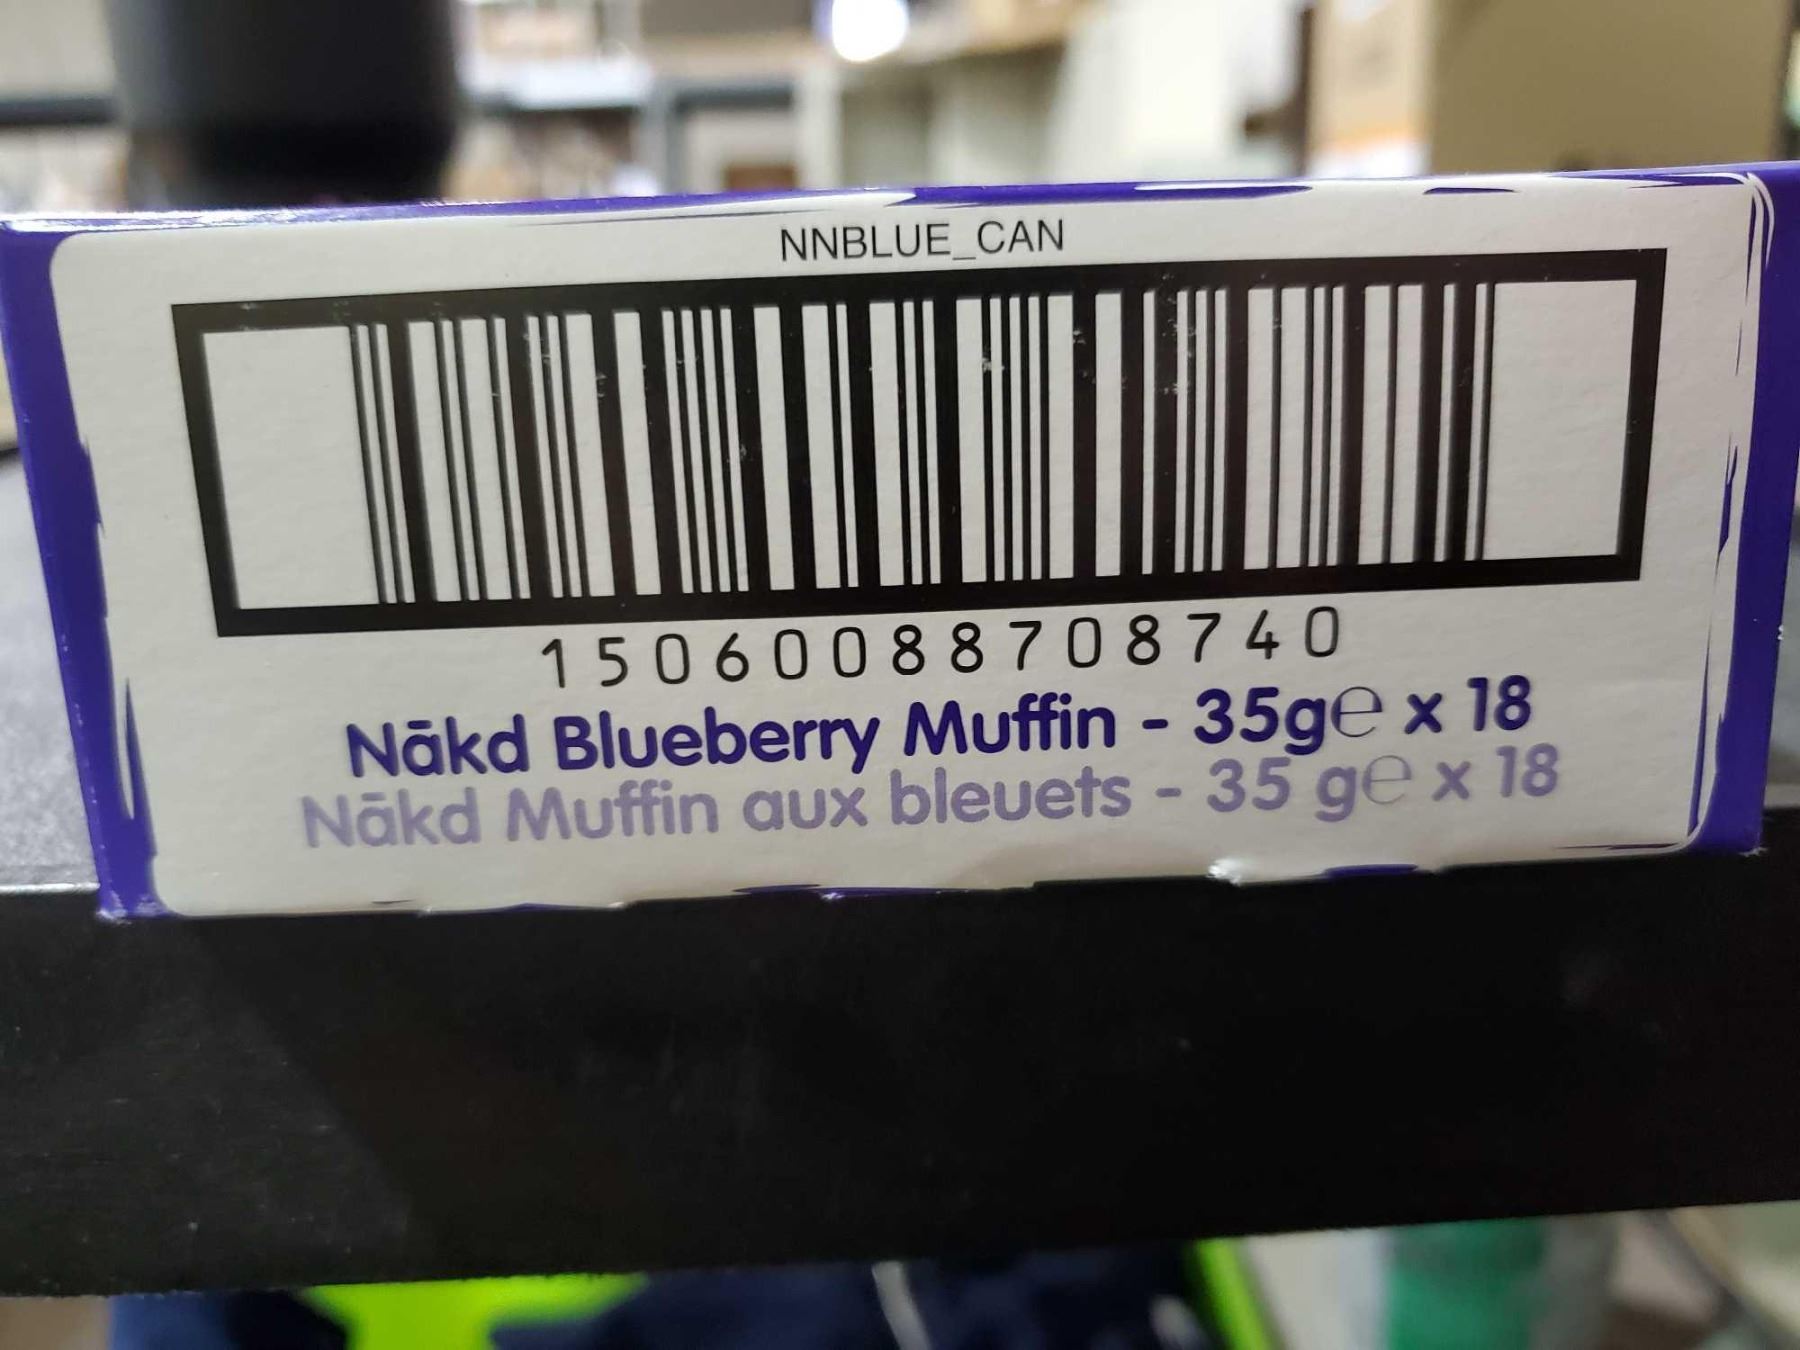 NNBLUE_CAN
15060088708740
Nākd Blueberry Muffin - 35g℮ x 18
Nākd Muffin aux bleuets - 35 g℮ x 18